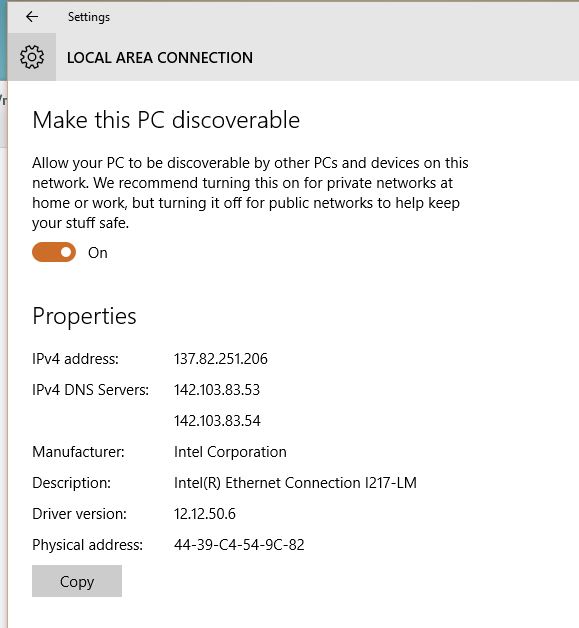 Settings
LOCAL AREA CONNECTION
Make this PC discoverable
Allow your PC to be discoverable by other PCs and devices on this
network. We recommend turning this on for private networks at
home or work, but turning it off for public networks to help keep
your stuff safe.
On
Properties
IPv4 address: 137.82.251.206
IPv4 DNS Servers: 142.103.83.53
142.103.83.54
Manufacturer: Intel Corporation
Description: Intel(R) Ethernet Connection I217-LM
Driver version: 12.12.50.6
Physical address: 44-39-C4-54-9C-82
Copy